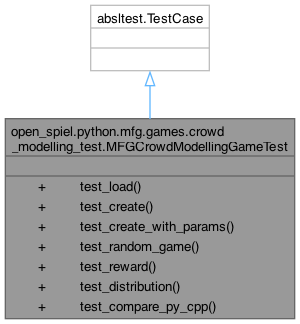 absltest.TestCase
open_spiel.python.mfg.games.crowd
_modelling_test.MFGCrowdModellingGameTest
+ test_load()
+ test_create()
+ test_create_with_params()
+ test_random_game()
+ test_reward()
+ test_distribution()
+ test_compare_py_cpp()